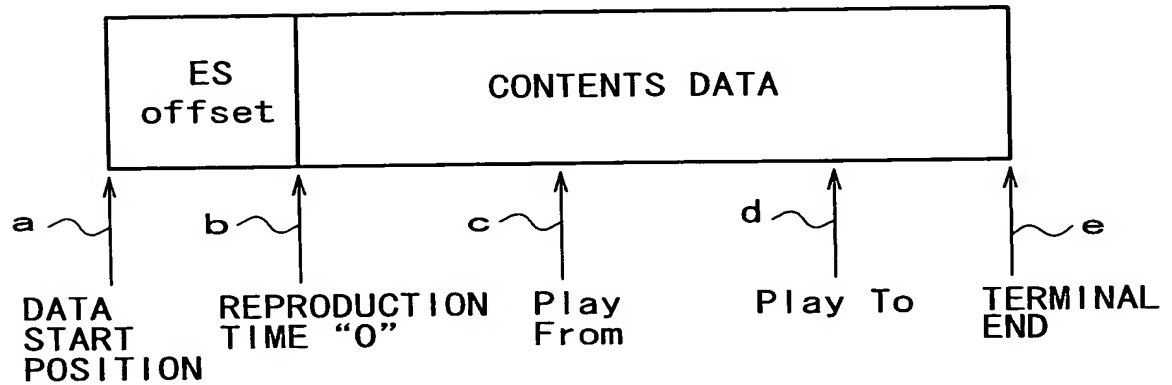 ES
offset
CONTENTS DATA
a
b
c
d
e
DATA
START
POSITION
REPRODUCTION
TIME “0”
Play
From
Play To
TERMINAL
END